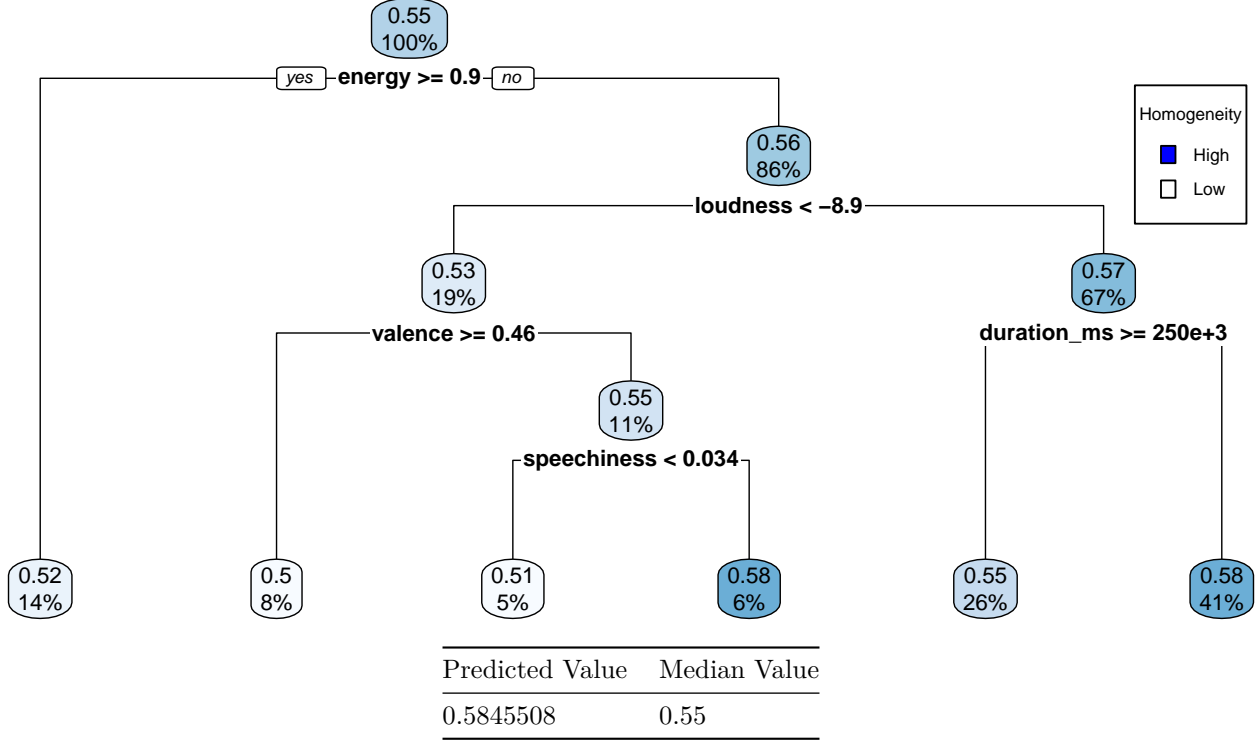 0.55
100%
yes energy >= 0.9 no
Homogeneity
High
Low
0.56
86%
loudness < −8.9
0.53
19%
0.57
67%
valence >= 0.46
duration_ms >= 250e+3
0.55
11%
speechiness < 0.034
0.52
14%
0.5
8%
0.51
5%
0.58
6%
0.55
26%
0.58
41%
Predicted Value Median Value
0.5845508 0.55